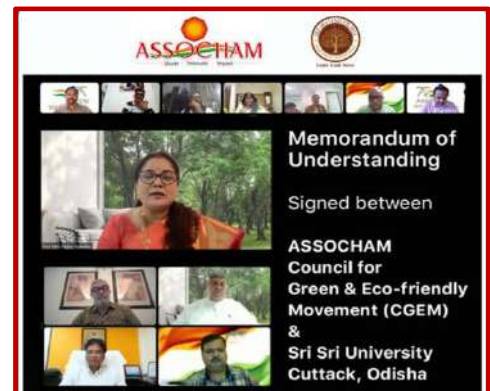 ASSOCHAM
Memorandum of
Understanding
Signed between
ASSOCHAM
Council for
Green & Eco-friendly
Movement (CGEM)
&
Sri Sri University
Cuttack, Odisha